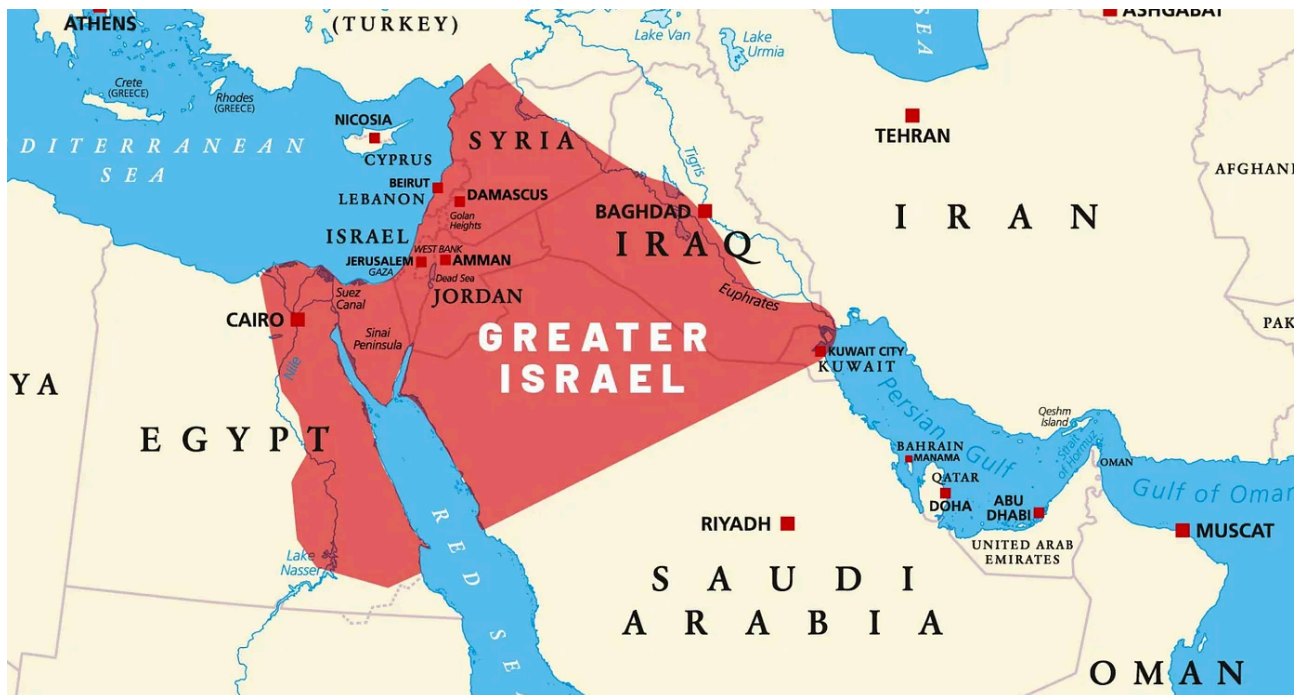 ATHENS
(TURKEY)
Lake Van
Lake
Urmia
SEA
ASHGABAT
Crete
(GREECE)
Rhodes
(GREECE)
NICOSIA
CYPRUS
SYRIA
Tigris
TEHRAN
DITERRANEAN
SEA
BEIRUT
LEBANON
DAMASCUS
Golan
Heights
BAGHDAD
IRAQ
IRAN
AFGHANI
ISRAEL
WEST BANK
JERUSALEM
GAZA
AMMAN
Dead Sea
JORDAN
Suez
Canal
Euphrates
CAIRO
Sinai
Peninsula
Nile
GREATER
ISRAEL
KUWAIT CITY
KUWAIT
PAK
YA
EGYPT
Persian Gulf
Qeshm
Island
Strait
of Hormuz
BAHRAIN
MANAMA
OMAN
QATAR
DOHA
ABU
DHABI
Gulf of Oman
MUSCAT
RIYADH
UNITED ARAB
EMIRATES
Lake
Nasser
RED SE
SAUDI
ARABIA
OMAN